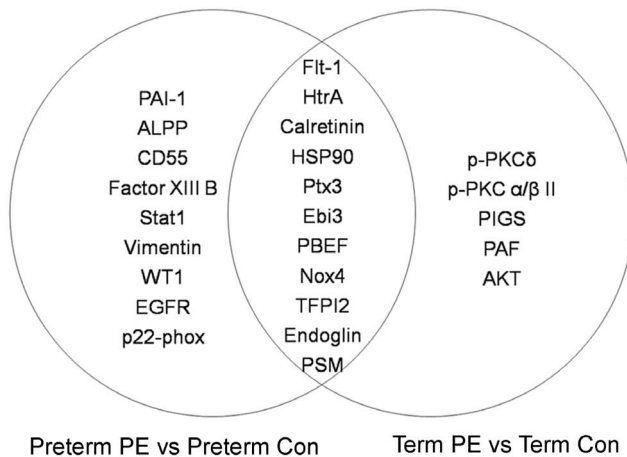 PAI-1
ALPP
CD55
Factor XIII B
Stat1
Vimentin
WT1
EGFR
p22-phox
Flt-1
HtrA
Calretinin
HSP90
Ptx3
Ebi3
PBEF
Nox4
TFPI2
Endoglin
PSM
p-PKCδ
p-PKC α/β II
PIGS
PAF
AKT
Preterm PE vs Preterm Con
Term PE vs Term Con